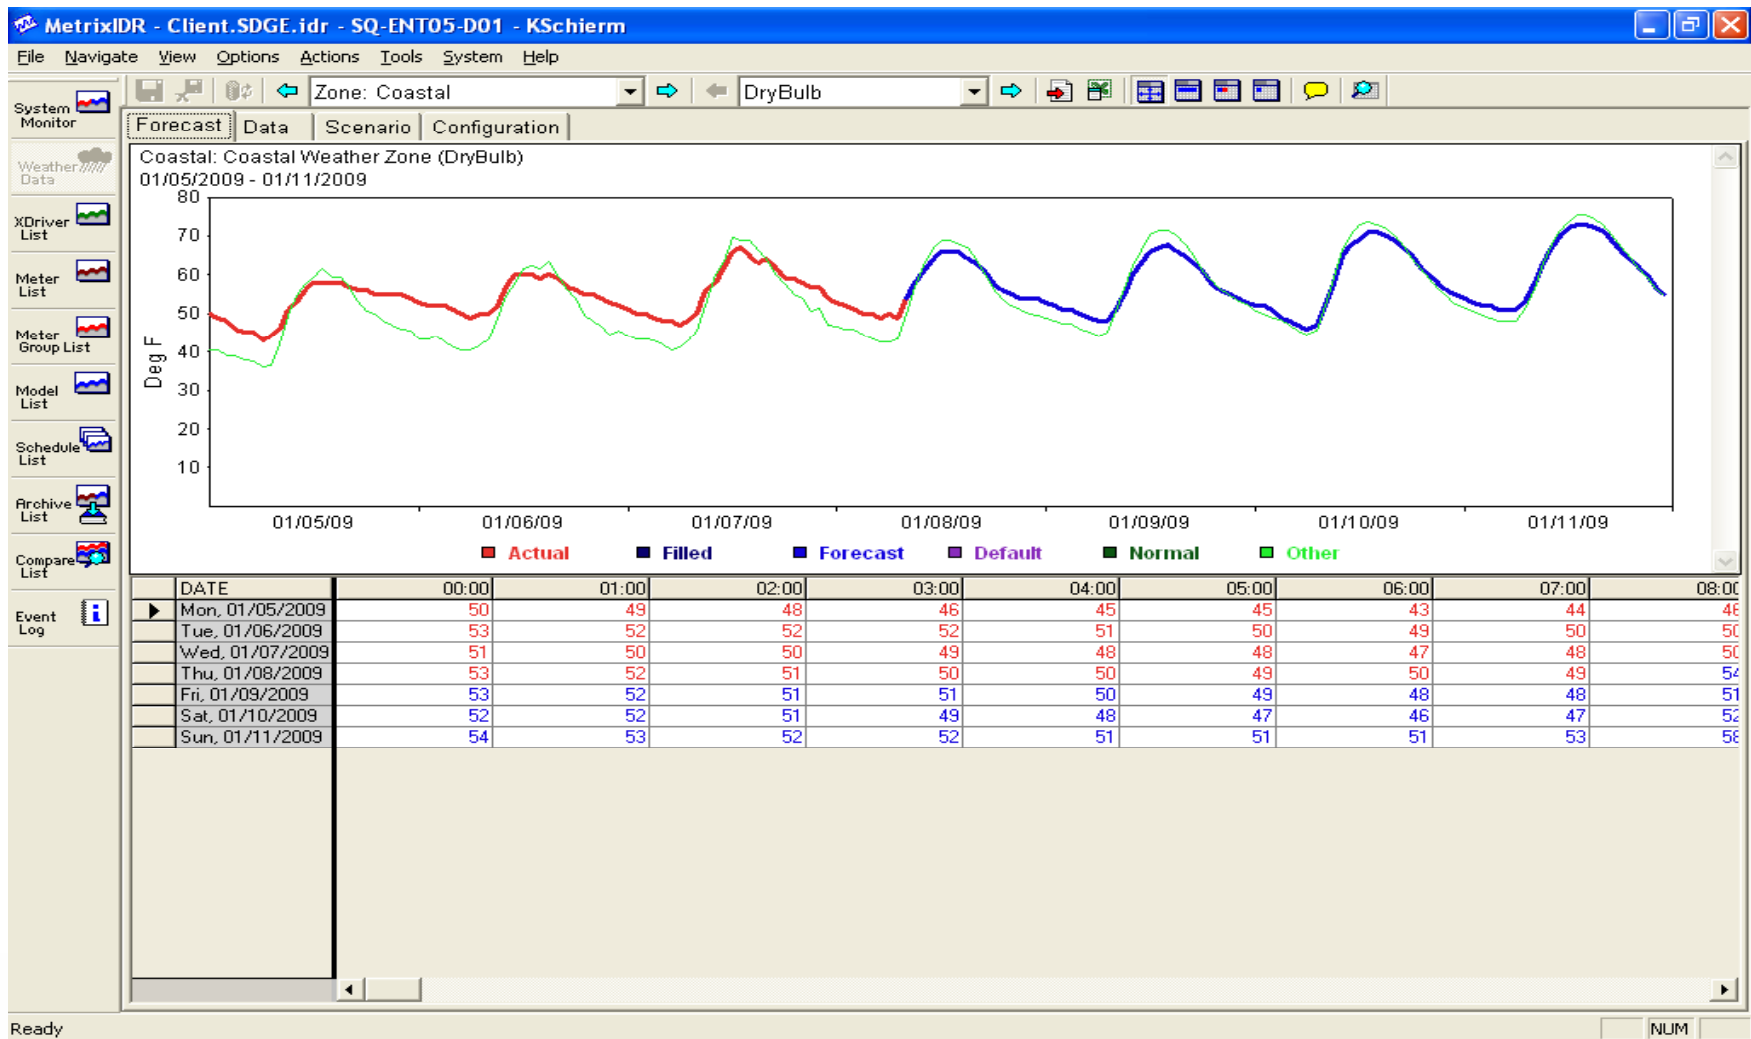 MetrixIDR - Client.SDGE.idr - SQ-ENT05-D01 - KSchierm
File Navigate View Options Actions Tools System Help
Zone: Coastal DryBulb
System Monitor
Weather Data
XDriver List
Meter List
Meter Group List
Model List
Schedule List
Archive List
Compare List
Event Log
Forecast Data Scenario Configuration
Coastal: Coastal Weather Zone (DryBulb)
01/05/2009 - 01/11/2009
80
70
60
50
40
30
20
10
Deg F
01/05/09 01/06/09 01/07/09 01/08/09 01/09/09 01/10/09 01/11/09
Actual Filled Forecast Default Normal Other
DATE 00:00 01:00 02:00 03:00 04:00 05:00 06:00 07:00 08:00
Mon, 01/05/2009 50 49 48 46 45 45 43 44 46
Tue, 01/06/2009 53 52 52 52 51 50 49 50 50
Wed, 01/07/2009 51 50 50 49 48 48 47 48 50
Thu, 01/08/2009 53 52 51 50 50 49 50 49 54
Fri, 01/09/2009 53 52 51 51 50 49 48 48 51
Sat, 01/10/2009 52 52 51 49 48 47 46 47 52
Sun, 01/11/2009 54 53 52 52 51 51 51 53 58
Ready NUM